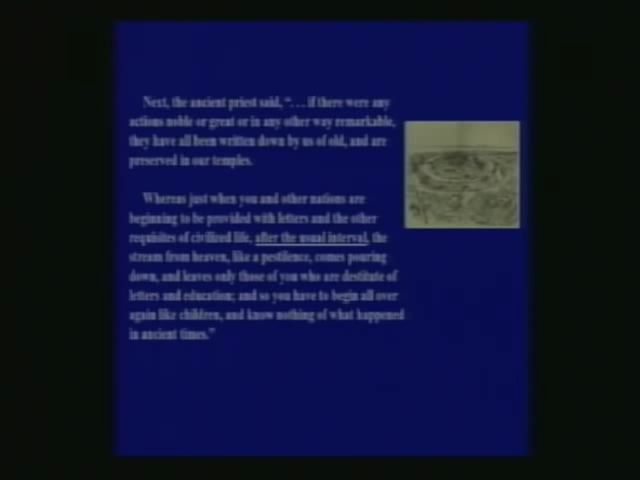 Next, the ancient priest said, “. . . if there were any
actions noble or great or in any other way remarkable,
they have all been written down by us of old, and are
preserved in our temples.
Whereas just when you and other nations are
beginning to be provided with letters and the other
requisites of civilized life, after the usual interval, the
stream from heaven, like a pestilence, comes pouring
down, and leaves only those of you who are destitute of
letters and education; and so you have to begin all over
again like children, and know nothing of what happened
in ancient times.”